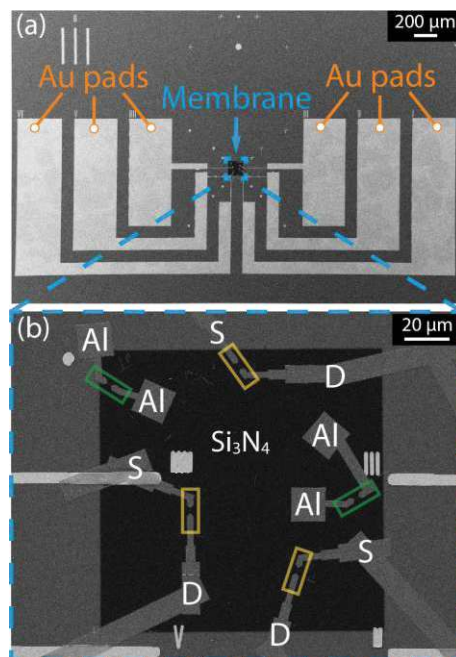 (a)
200 µm
Au pads
Au pads
Membrane
(b)
20 µm
S
Al
D
Al
Al
Si₃N₄
S
Al
S
D
D
V